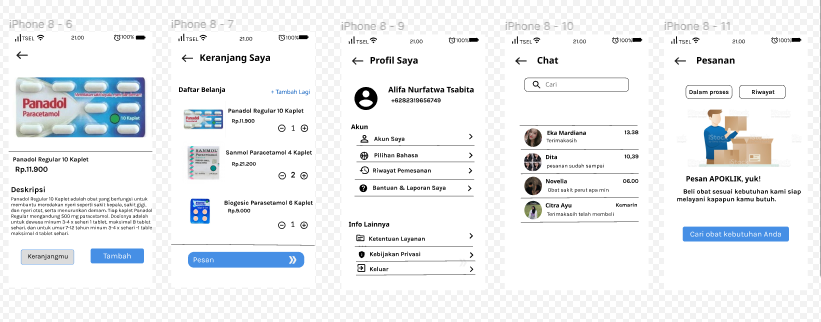 iPhone 8 - 6
TSEL
21.00
100%
Panadol
Paracetamol
10 Kaplet
Panadol Regular 10 Kaplet
Rp.11.900
Deskripsi
Panadol Regular 10 Kaplet adalah obat yang berfungsi untuk
membantu meredakan nyeri seperti sakit kepala, sakit gigi,
dan nyeri otot, serta menurunkan demam. Tiap kaplet Panadol
Regular mengandung 500 mg paracetamol. Dosisnya adalah
untuk dewasa minum 3-4 x sehari 1 tablet, maksimal 8 tablet
sehari, dan untuk umur 7-12 tahun minum 3-4 x sehari ½ tablet,
maksimal 4 tablet sehari.
Keranjangmu
Tambah
iPhone 8 - 7
TSEL
21.00
100%
Keranjang Saya
Daftar Belanja
+ Tambah Lagi
Panadol Regular 10 Kaplet
Rp.11.900
1
SANMOL
Sanmol Paracetamol 4 Kaplet
Rp.21.200
2
Biogesic Parasetamol 6 Kaplet
Rp.9.000
1
Pesan
iPhone 8 - 9
TSEL
21.00
100%
Profil Saya
Alifa Nurfatwa Tsabita
+6282319656749
Akun
Akun Saya
Pilihan Bahasa
Riwayat Pemesanan
Bantuan & Laporan Saya
Info Lainnya
Ketentuan Layanan
Kebijakan Privasi
Keluar
iPhone 8 - 10
TSEL
21.00
100%
Chat
Cari
Eka Mardiana
13.38
Terimakasih
Dita
10,39
pesanan sudah sampai
Novelia
06.00
Obat sakit perut apa min
Citra Ayu
Kemarin
Terimakasih telah membeli
iPhone 8 - 11
TSEL
21.00
100%
Pesanan
Dalam proses
Riwayat
Pesan APOKLIK, yuk!
Beli obat sesuai kebutuhan kami siap
melayani kapapun kamu butuh.
Cari obat kebutuhan Anda